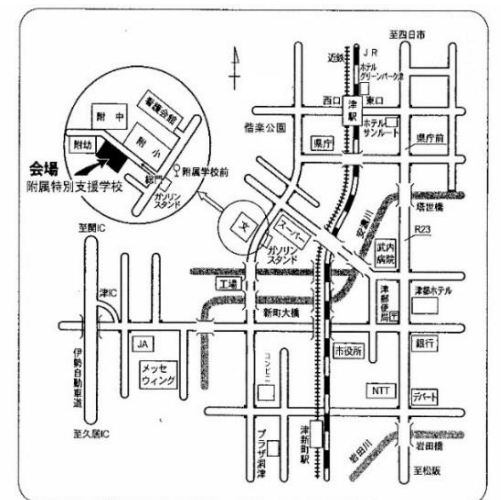 至四日市
近鉄
JR
ホテル
グリーンパーク津
西口
津駅
東口
偕楽公園
県庁
ホテル
サンルート
県庁前
看護会館
附中
附小
附幼
会場
附属特別支援学校
総門
附属学校前
ガソリン
スタンド
文
スーパー
ガソリン
スタンド
安濃川
塔世橋
R23
武内
病院
至関IC
津IC
工場
新町大橋
津郵便局
〒
津都ホテル
JA
メッセ
ウィング
伊勢自動車道
コンビニ
市役所
銀行
NTT
デパート
至久居IC
プラザ洞津
津新町駅
岩田川
岩田橋
至松阪